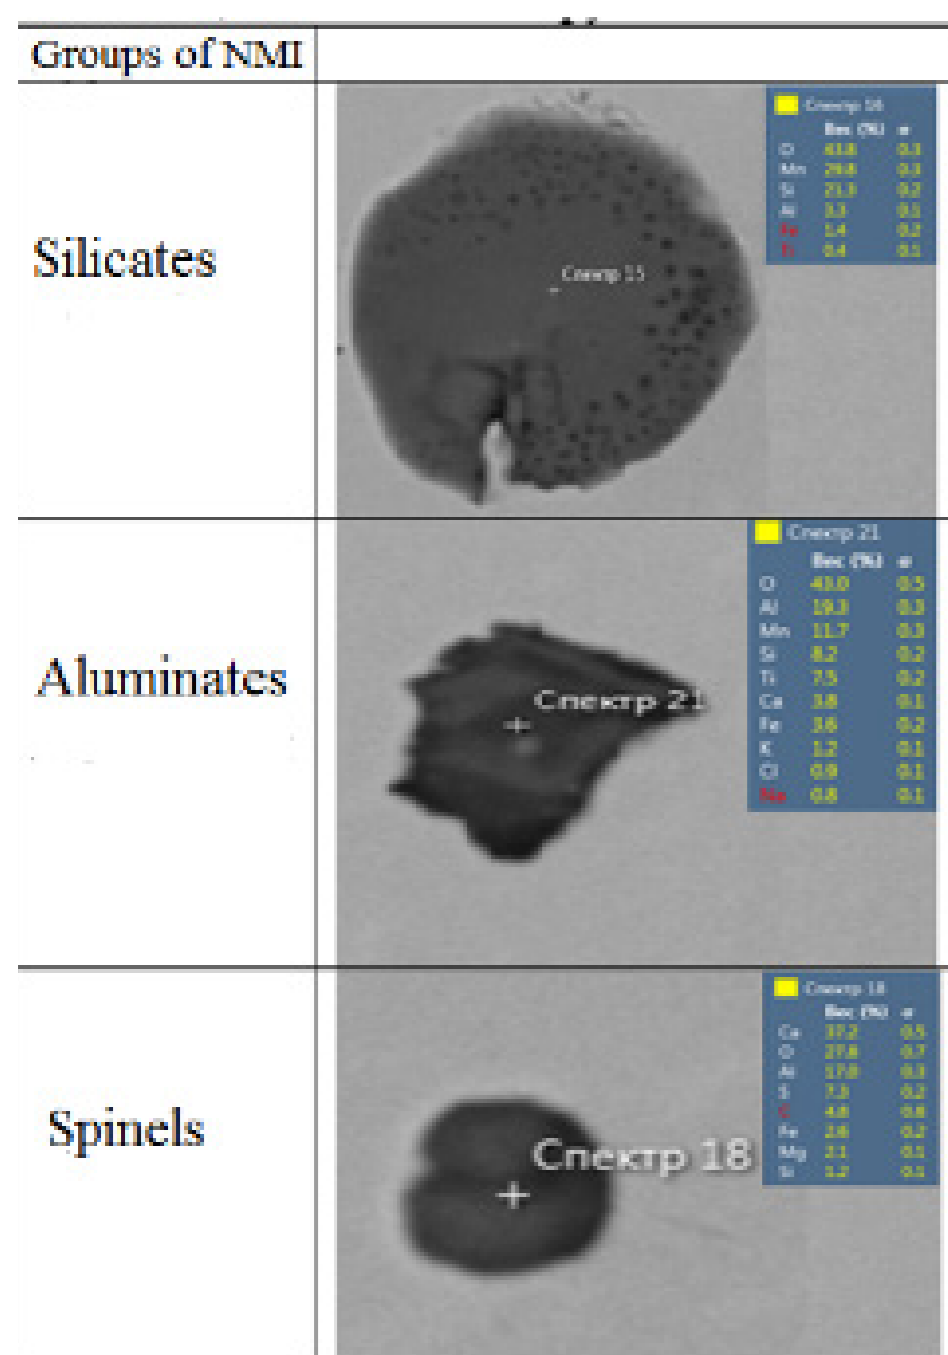 Groups of NMI
Silicates
Спектр 16
Вес (%) σ
O 43.8 0.3
Mn 29.8 0.3
Si 21.3 0.2
Al 3.3 0.1
Fe 1.4 0.2
Ti 0.4 0.1
Спектр 15
Aluminates
Спектр 21
Вес (%) σ
O 43.0 0.5
Al 19.3 0.3
Mn 11.7 0.3
Si 8.2 0.2
Ti 7.5 0.2
Ca 3.8 0.1
Fe 3.6 0.2
K 1.2 0.1
Cl 0.9 0.1
Na 0.8 0.1
Спектр 21
Spinels
Спектр 18
Вес (%) σ
Ca 37.2 0.5
O 27.8 0.7
Al 17.0 0.3
S 7.3 0.2
C 4.8 0.6
Fe 2.6 0.2
Mg 2.1 0.1
Si 1.2 0.1
Спектр 18